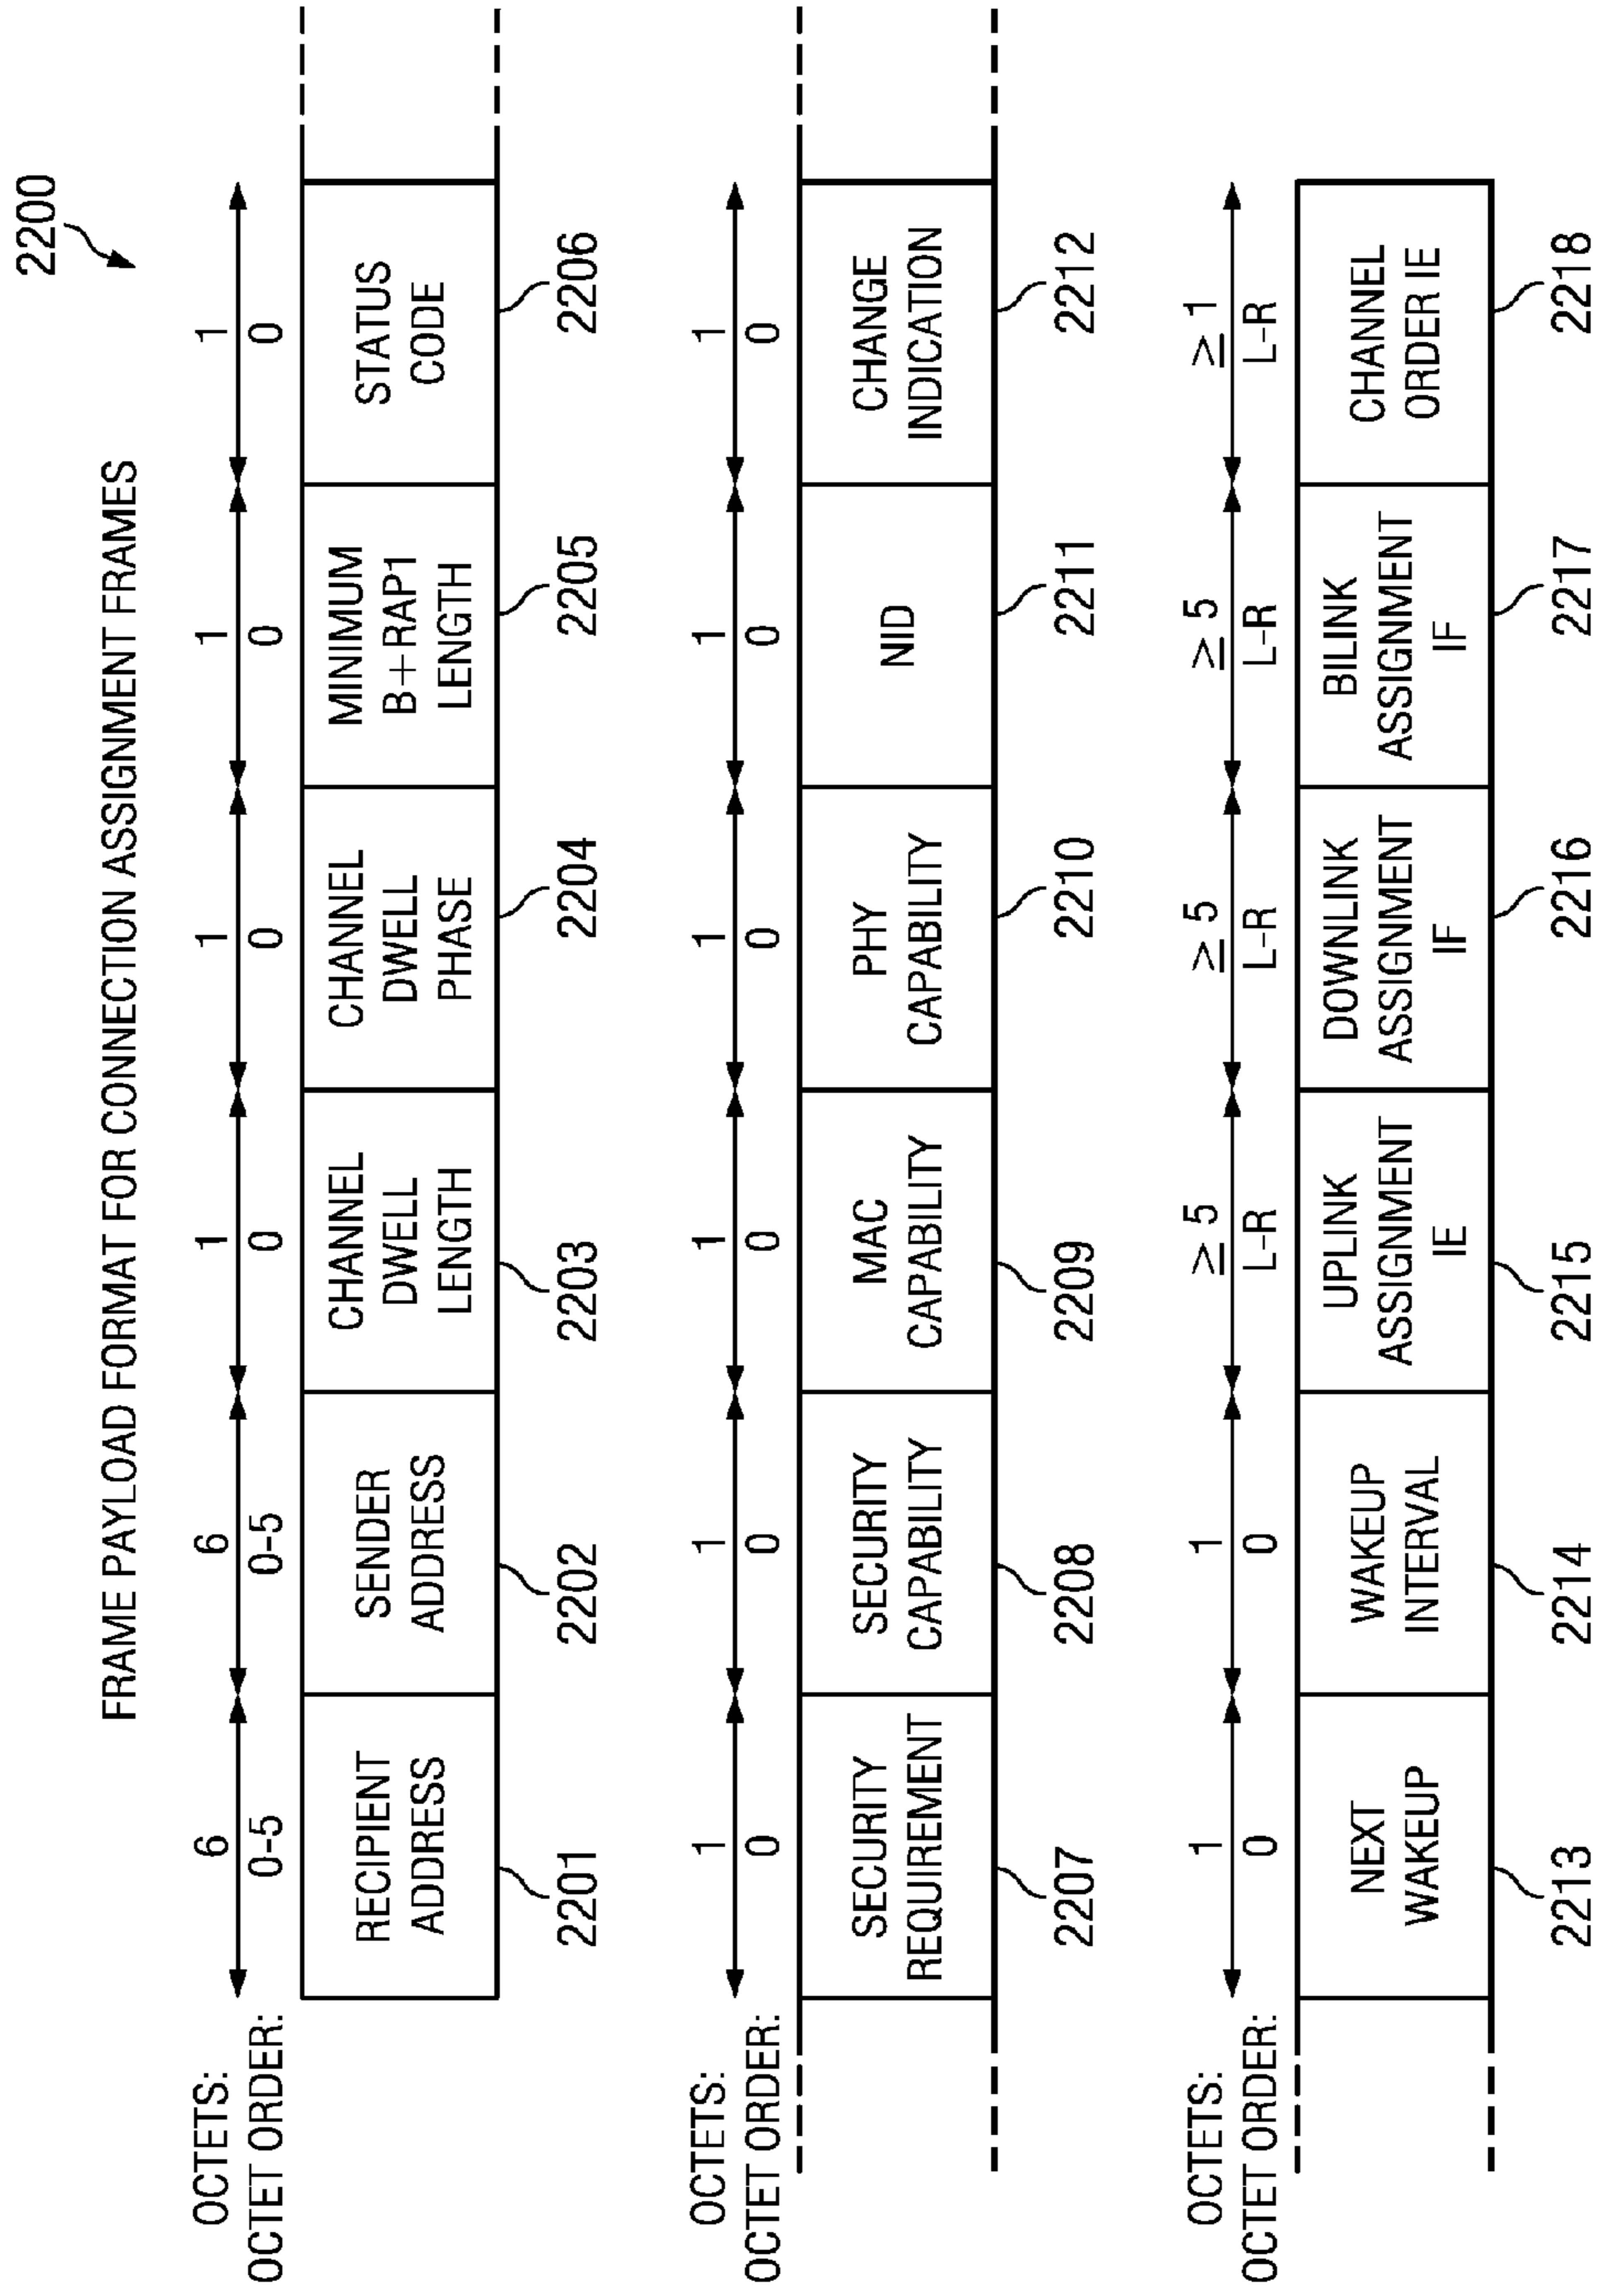 2200
FRAME PAYLOAD FORMAT FOR CONNECTION ASSIGNMENT FRAMES
OCTETS: 6 6 1 1 1 1
OCTET ORDER: 0-5 0-5 0 0 0 0
RECIPIENT
ADDRESS
SENDER
ADDRESS
CHANNEL
DWELL
LENGTH
CHANNEL
DWELL
PHASE
MINIMUM
B+RAP1
LENGTH
STATUS
CODE
2201 2202 2203 2204 2205 2206
OCTETS: 1 1 1 1 1 1
OCTET ORDER: 0 0 0 0 0 0
SECURITY
REQUIREMENT
SECURITY
CAPABILITY
MAC
CAPABILITY
PHY
CAPABILITY
NID
CHANGE
INDICATION
2207 2208 2209 2210 2211 2212
OCTETS: 1 1 ≥5 ≥5 ≥5 ≥1
OCTET ORDER: 0 0 L-R L-R L-R L-R
NEXT
WAKEUP
WAKEUP
INTERVAL
UPLINK
ASSIGNMENT
IE
DOWNLINK
ASSIGNMENT
IF
BILINK
ASSIGNMENT
IF
CHANNEL
ORDER IE
2213 2214 2215 2216 2217 2218